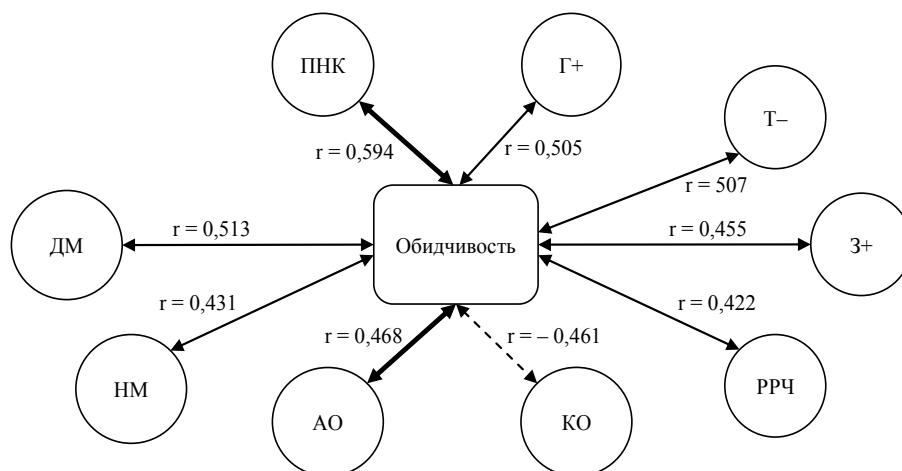 ПНК
Г+
Т–
r = 0,594
r = 0,505
r = 507
ДМ
r = 0,513
Обидчивость
r = 0,455
З+
r = 0,431
r = 0,422
r = 0,468
r = – 0,461
НМ
АО
КО
РРЧ